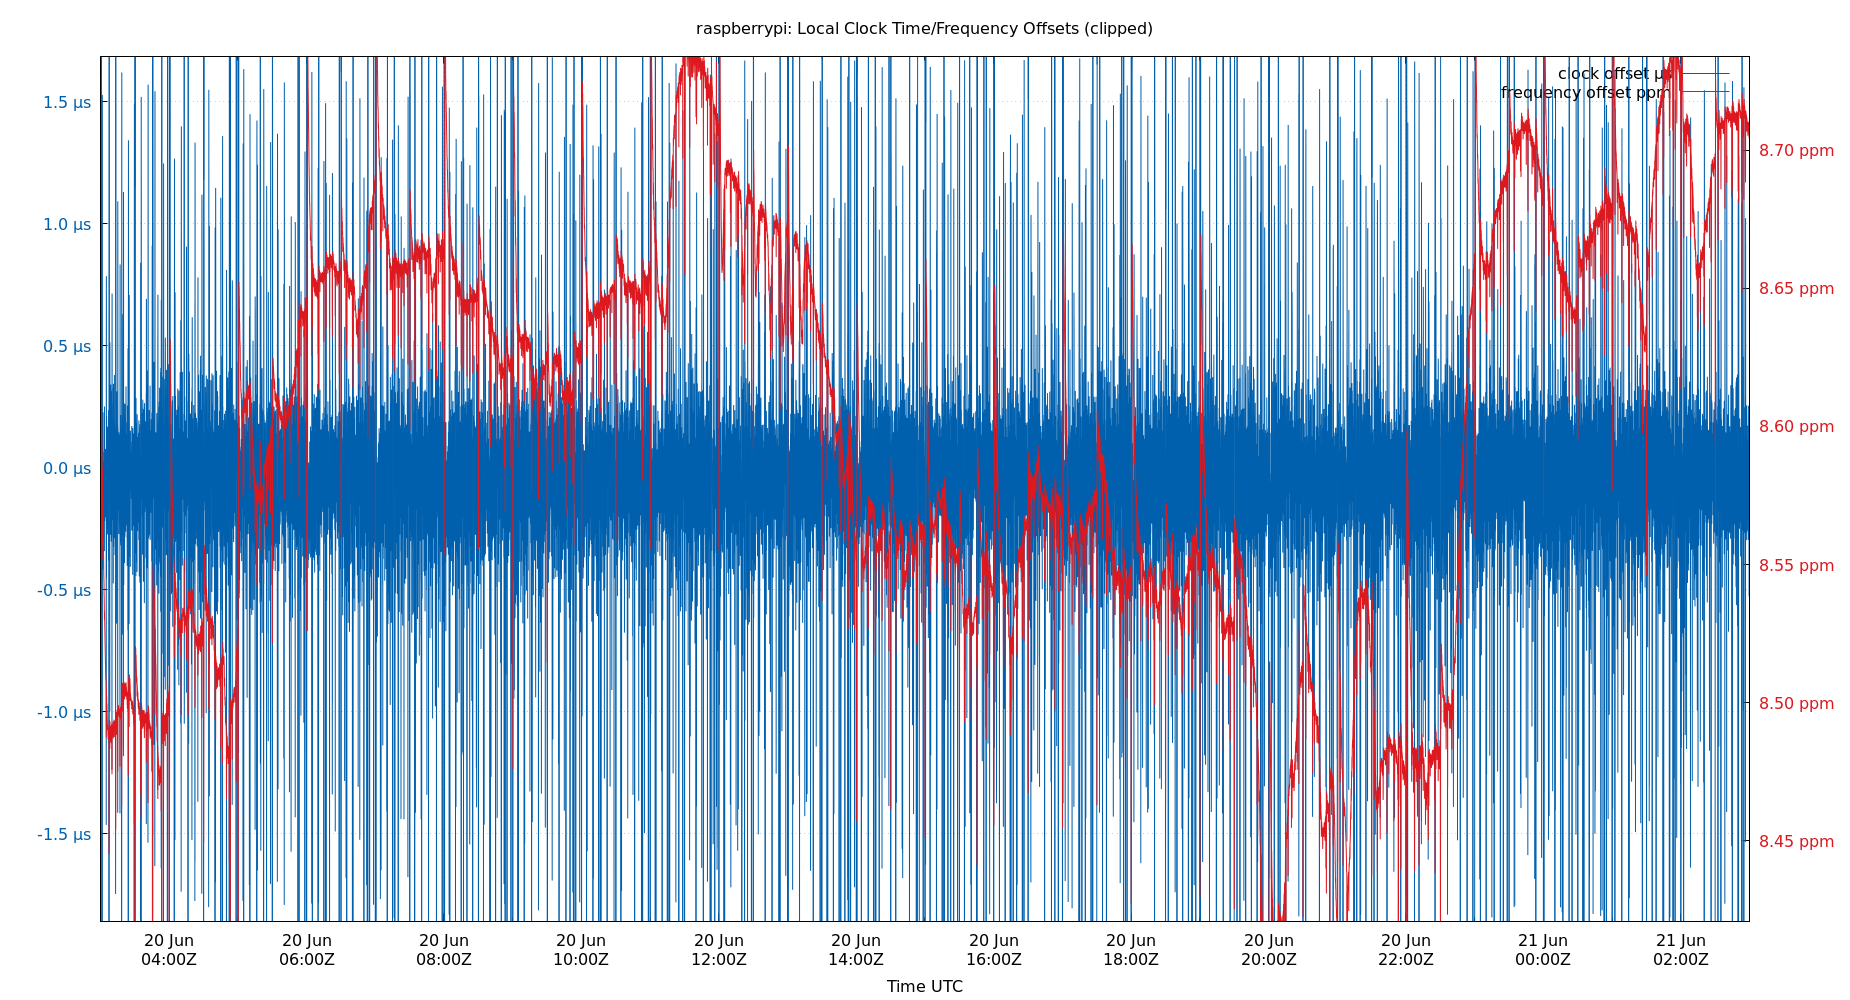 raspberrypi: Local Clock Time/Frequency Offsets (clipped)
clock offset μs
frequency offset ppm
1.5 μs
1.0 μs
0.5 μs
0.0 μs
-0.5 μs
-1.0 μs
-1.5 μs
8.70 ppm
8.65 ppm
8.60 ppm
8.55 ppm
8.50 ppm
8.45 ppm
20 Jun
04:00Z
20 Jun
06:00Z
20 Jun
08:00Z
20 Jun
10:00Z
20 Jun
12:00Z
20 Jun
14:00Z
20 Jun
16:00Z
20 Jun
18:00Z
20 Jun
20:00Z
20 Jun
22:00Z
21 Jun
00:00Z
21 Jun
02:00Z
Time UTC